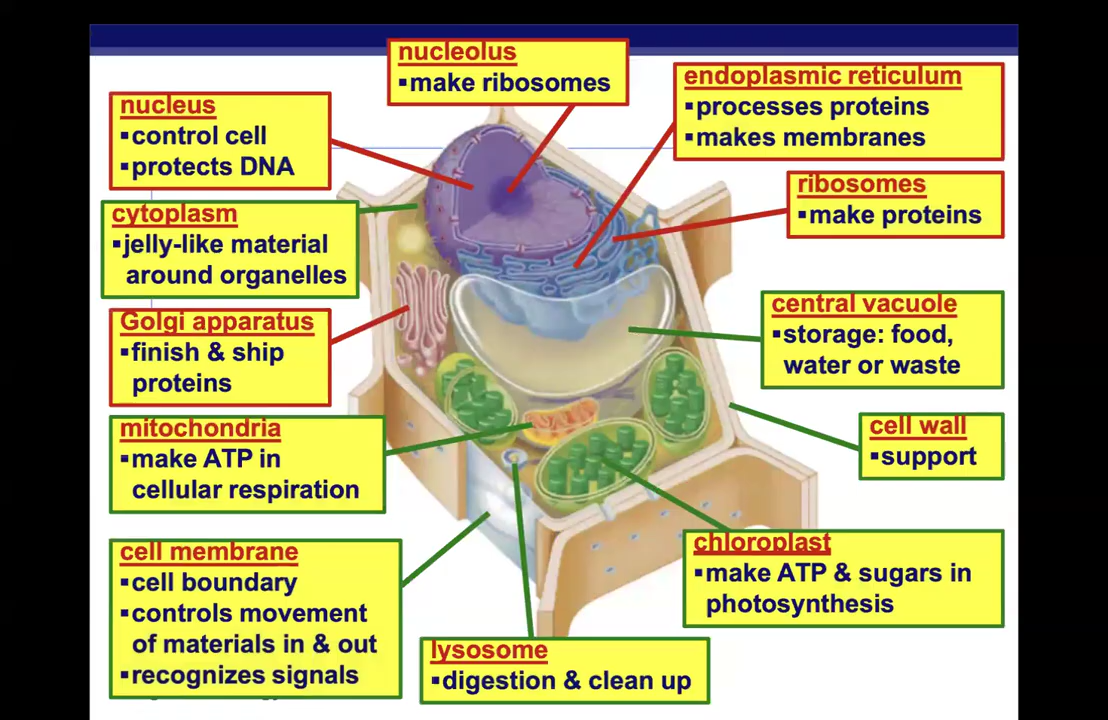 nucleolus
▪make ribosomes
endoplasmic reticulum
▪processes proteins
▪makes membranes
nucleus
▪control cell
▪protects DNA
ribosomes
▪make proteins
cytoplasm
▪jelly-like material
around organelles
central vacuole
▪storage: food,
water or waste
Golgi apparatus
▪finish & ship
proteins
cell wall
▪support
mitochondria
▪make ATP in
cellular respiration
chloroplast
▪make ATP & sugars in
photosynthesis
cell membrane
▪cell boundary
▪controls movement
of materials in & out
▪recognizes signals
lysosome
▪digestion & clean up